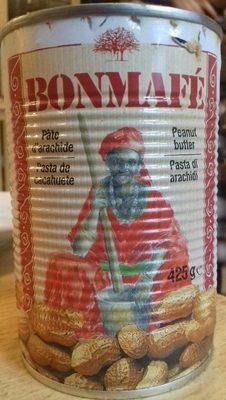 BONMAFÉ
Pâte
d'arachide
Pasta de
cacahuete
Peanut
butter
Pasta di
arachidi
425 g e